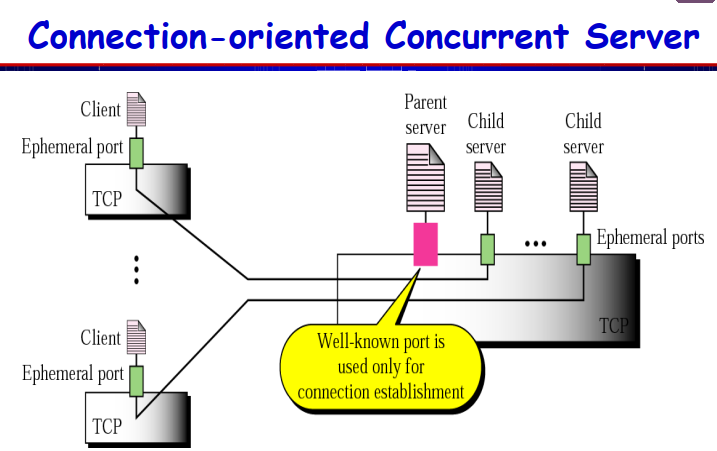 Connection-oriented Concurrent Server
Client
Ephemeral port
TCP
Client
Ephemeral port
TCP
Parent
server
Child
server
Child
server
Ephemeral ports
TCP
Well-known port is
used only for
connection establishment